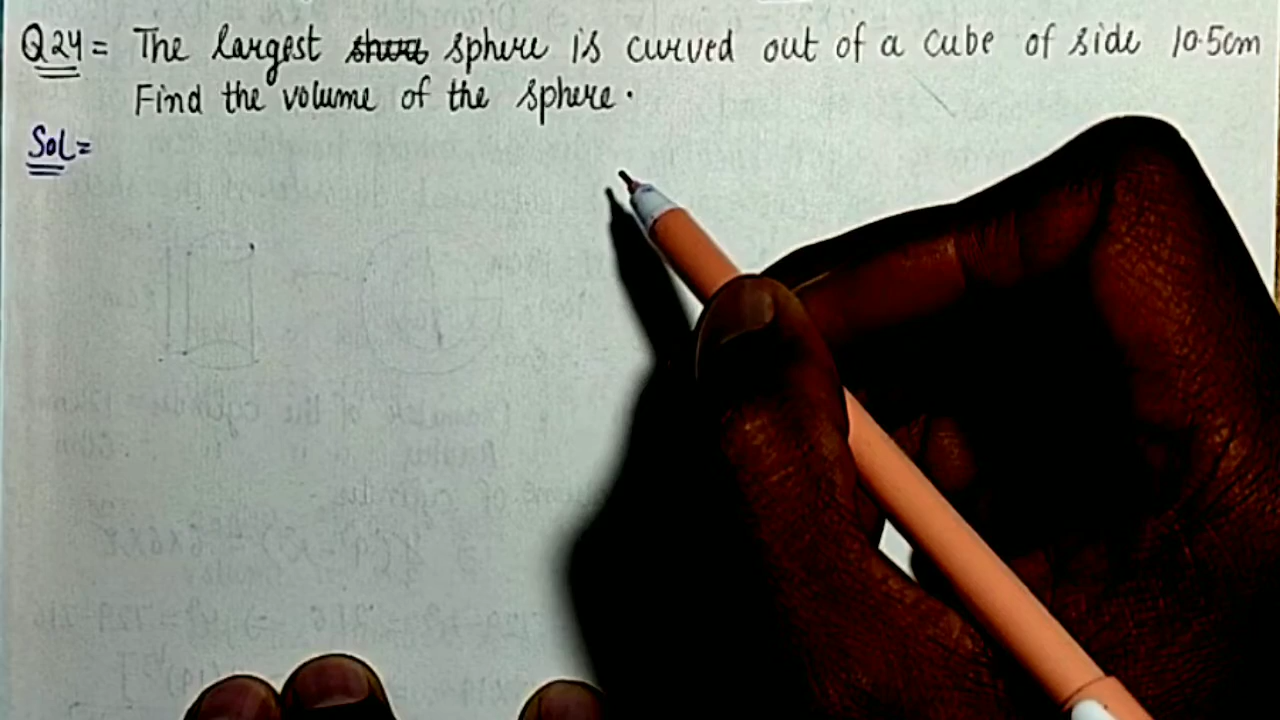 Q24= The largest sphere is curved out of a cube of side 10.5cm
Find the volume of the sphere.
Sol=